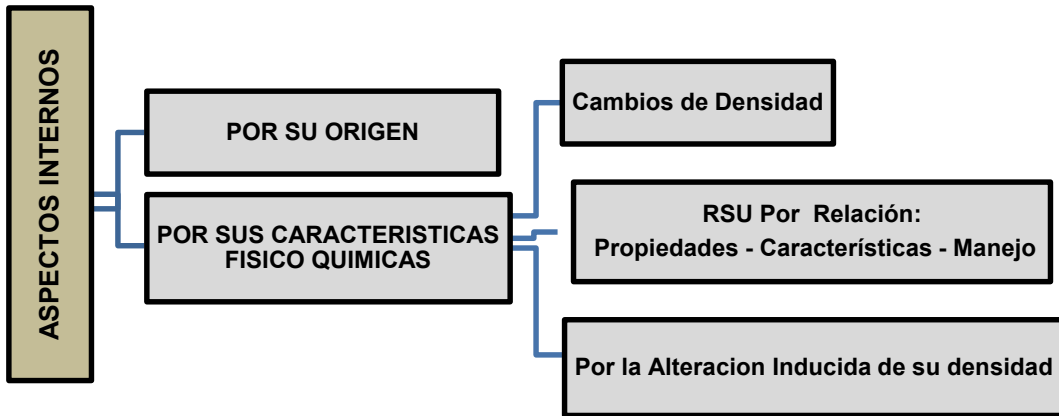 ASPECTOS INTERNOS
POR SU ORIGEN
POR SUS CARACTERISTICAS
FISICO QUIMICAS
Cambios de Densidad
RSU Por Relación:
Propiedades - Características - Manejo
Por la Alteracion Inducida de su densidad